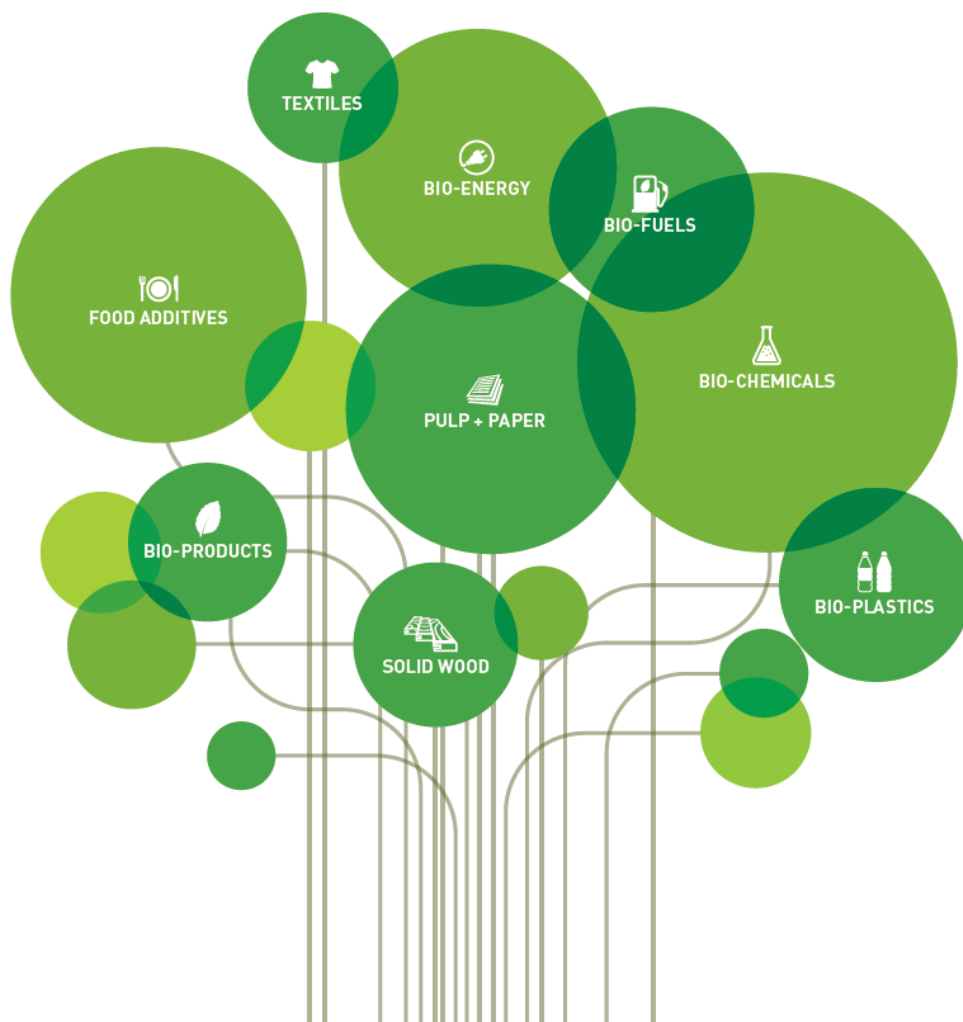 TEXTILES
BIO-ENERGY
BIO-FUELS
FOOD ADDITIVES
BIO-CHEMICALS
PULP + PAPER
BIO-PRODUCTS
BIO-PLASTICS
SOLID WOOD